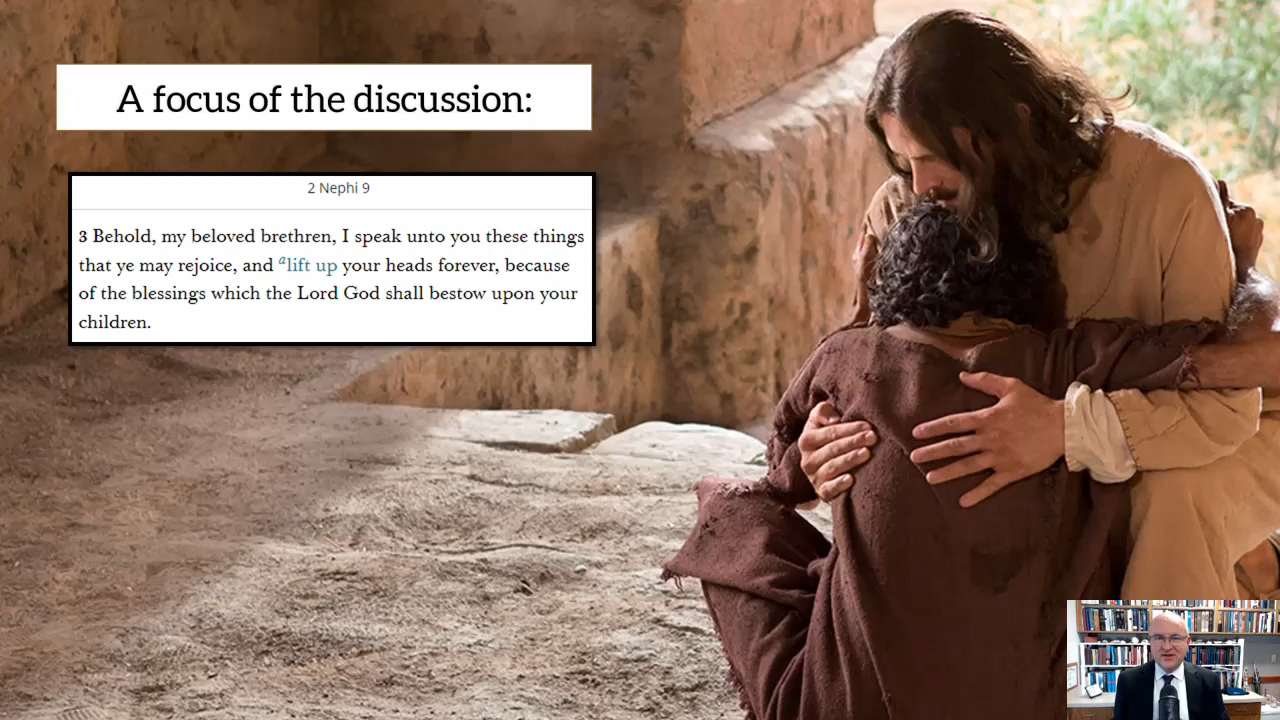 A focus of the discussion:
2 Nephi 9
3 Behold, my beloved brethren, I speak unto you these things
that ye may rejoice, and alift up your heads forever, because
of the blessings which the Lord God shall bestow upon your
children.